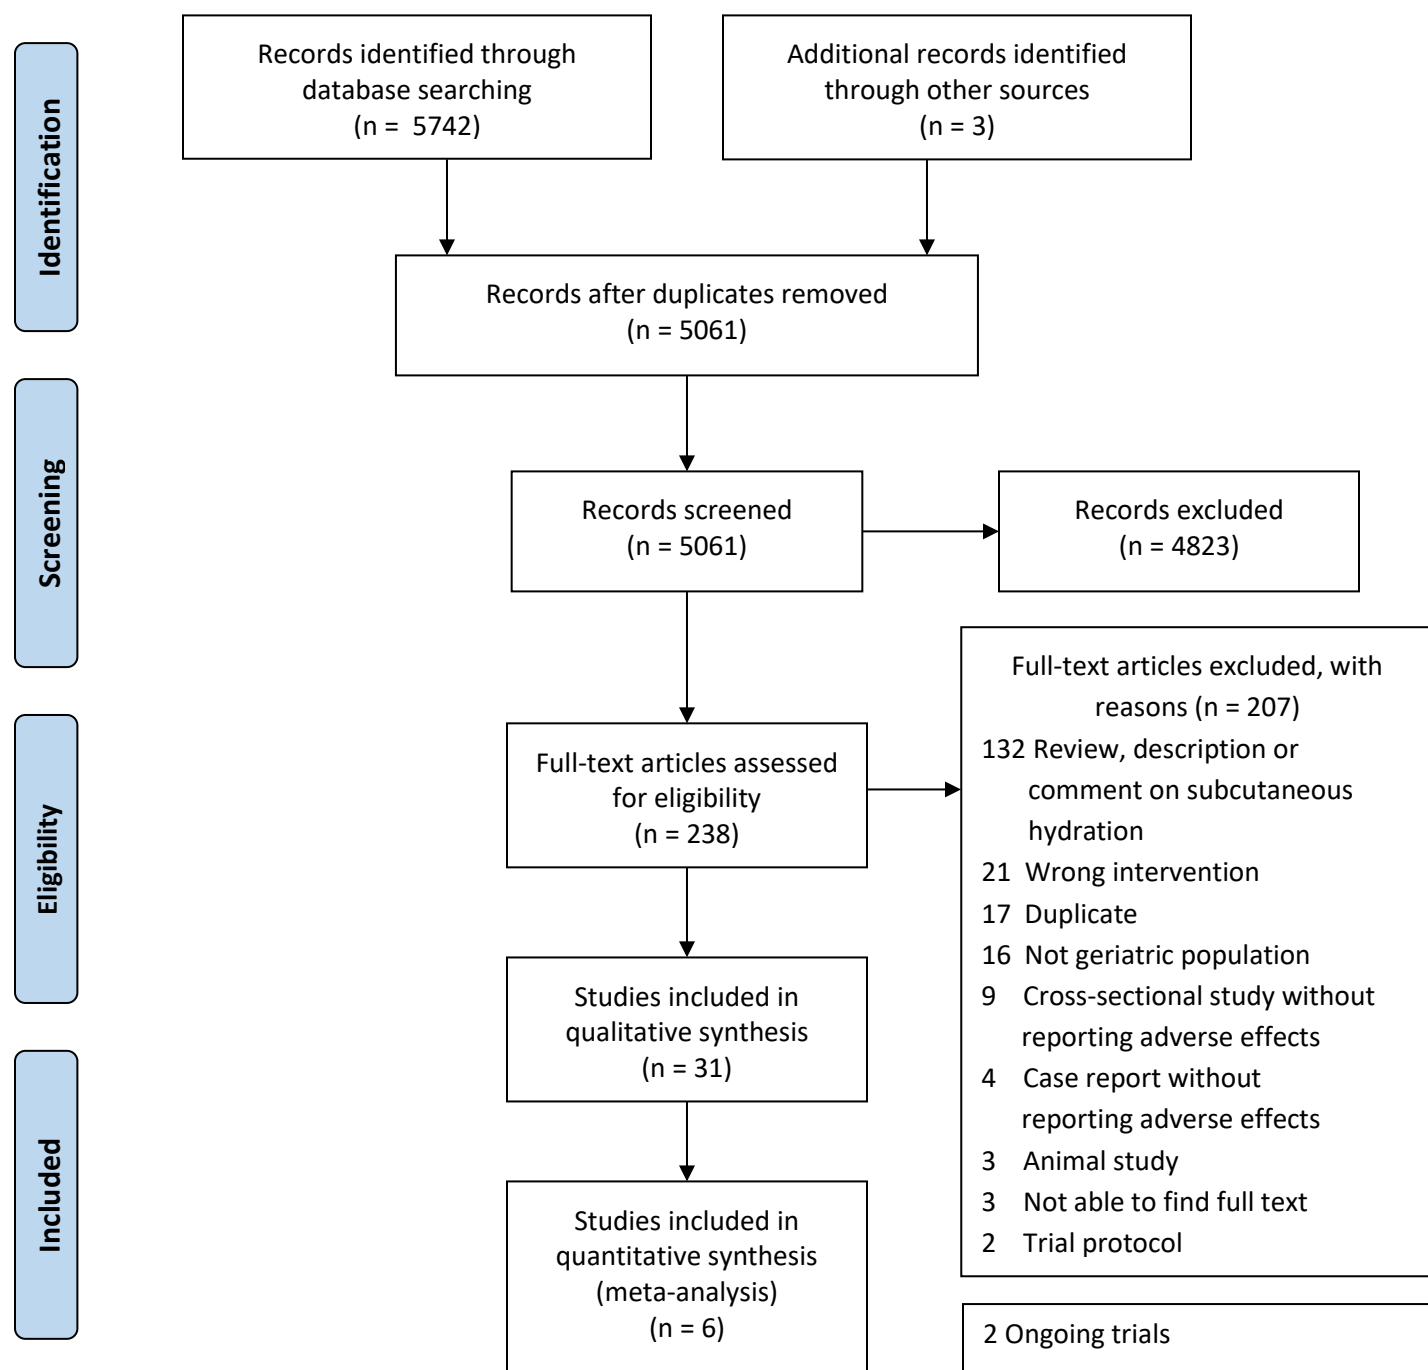 Records identified through
database searching
(n = 5742)
Additional records identified
through other sources
(n = 3)
Identification
Records after duplicates removed
(n = 5061)
Screening
Records screened
(n = 5061)
Records excluded
(n = 4823)
Eligibility
Full-text articles assessed
for eligibility
(n = 238)
Full-text articles excluded, with
reasons (n = 207)
132 Review, description or
comment on subcutaneous
hydration
21 Wrong intervention
17 Duplicate
16 Not geriatric population
9 Cross-sectional study without
reporting adverse effects
4 Case report without
reporting adverse effects
3 Animal study
3 Not able to find full text
2 Trial protocol
Studies included in
qualitative synthesis
(n = 31)
Included
Studies included in
quantitative synthesis
(meta-analysis)
(n = 6)
2 Ongoing trials